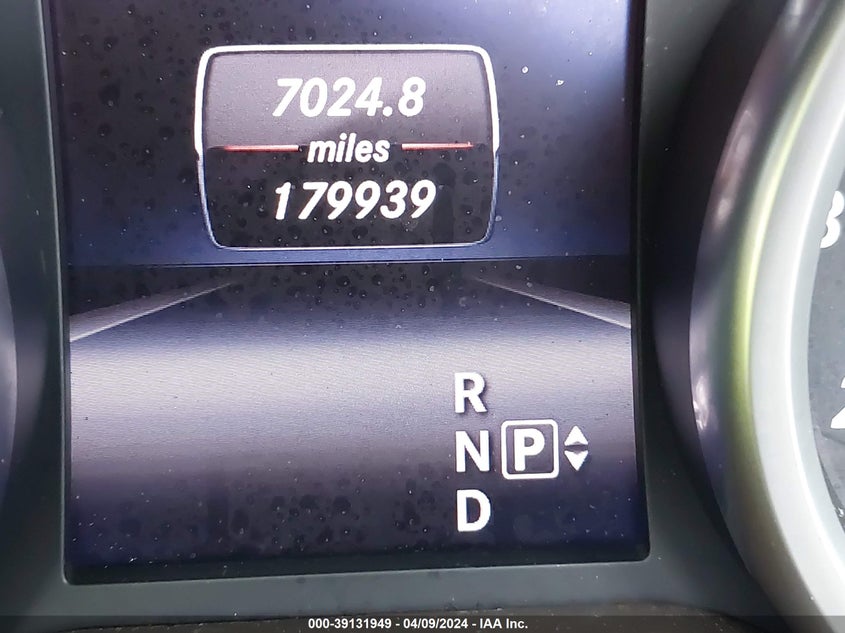 7024.8
miles
179939
R
N P
D
000-39131949 - 04/09/2024 - IAA Inc.